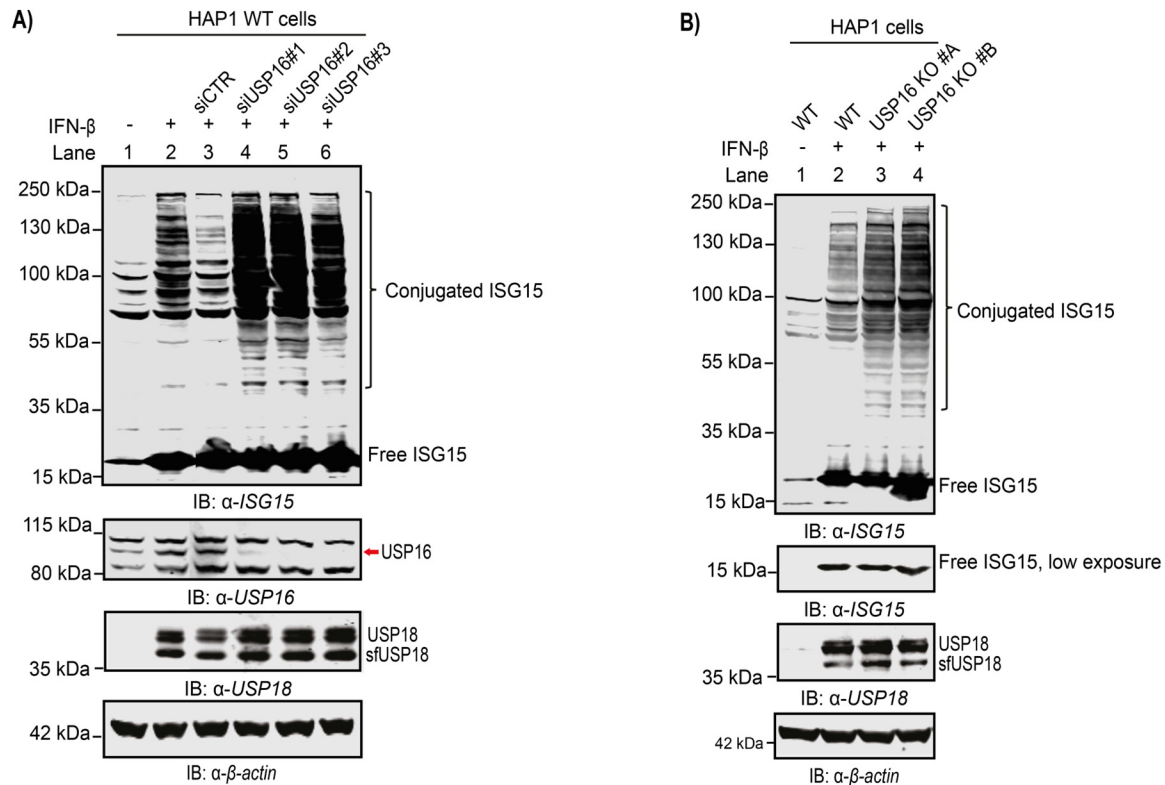 A)
HAP1 WT cells
siCTR
siUSP16#1
siUSP16#2
siUSP16#3
IFN-β - + + + + +
Lane 1 2 3 4 5 6
250 kDa
130 kDa
100 kDa
55 kDa
35 kDa
15 kDa
Conjugated ISG15
Free ISG15
IB: α-ISG15
115 kDa
80 kDa
USP16
IB: α-USP16
USP18
sfUSP18
35 kDa
IB: α-USP18
42 kDa
IB: α-β-actin
B)
HAP1 cells
WT
WT
USP16 KO #A
USP16 KO #B
IFN-β - + + +
Lane 1 2 3 4
250 kDa
130 kDa
100 kDa
55 kDa
35 kDa
15 kDa
Conjugated ISG15
Free ISG15
IB: α-ISG15
15 kDa
Free ISG15, low exposure
IB: α-ISG15
USP18
sfUSP18
35 kDa
IB: α-USP18
42 kDa
IB: α-β-actin